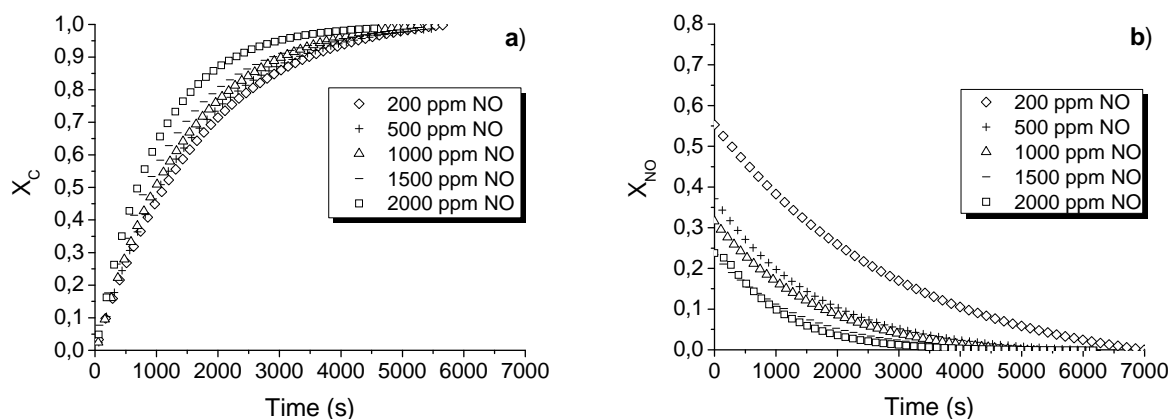 a)
1,0
0,9
0,8
0,7
0,6
0,5
0,4
0,3
0,2
0,1
0,0
X_C
200 ppm NO
500 ppm NO
1000 ppm NO
1500 ppm NO
2000 ppm NO
0 1000 2000 3000 4000 5000 6000 7000
Time (s)
b)
0,8
0,7
0,6
0,5
0,4
0,3
0,2
0,1
0,0
X_NO
200 ppm NO
500 ppm NO
1000 ppm NO
1500 ppm NO
2000 ppm NO
0 1000 2000 3000 4000 5000 6000 7000
Time (s)